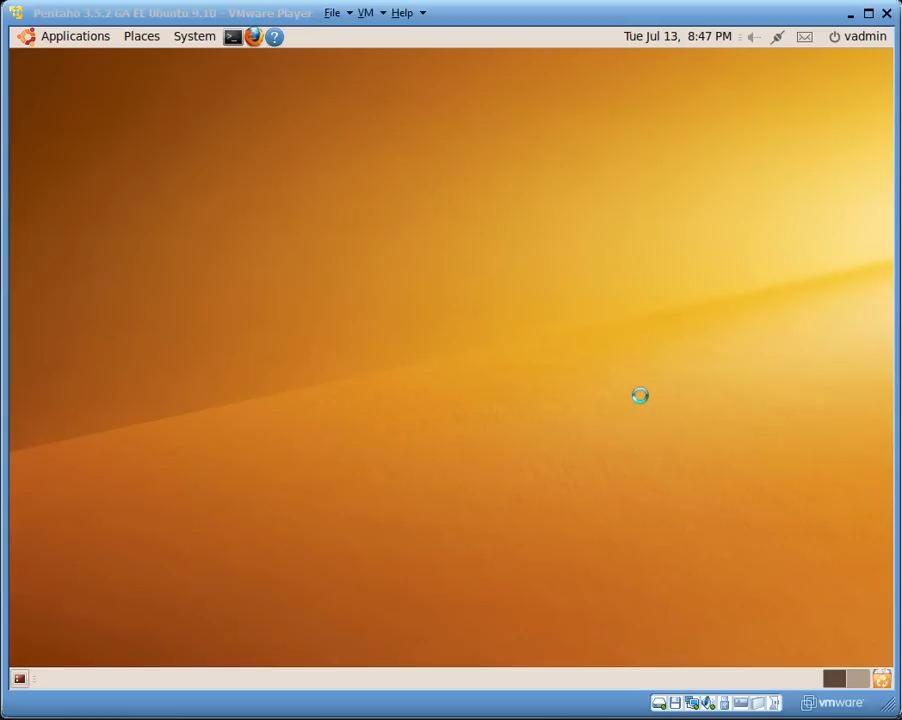 Pentaho 3.5.2 GA EE Ubuntu 9.10 - VMware Player File VM Help
Applications Places System Tue Jul 13, 8:47 PM vadmin
vmware